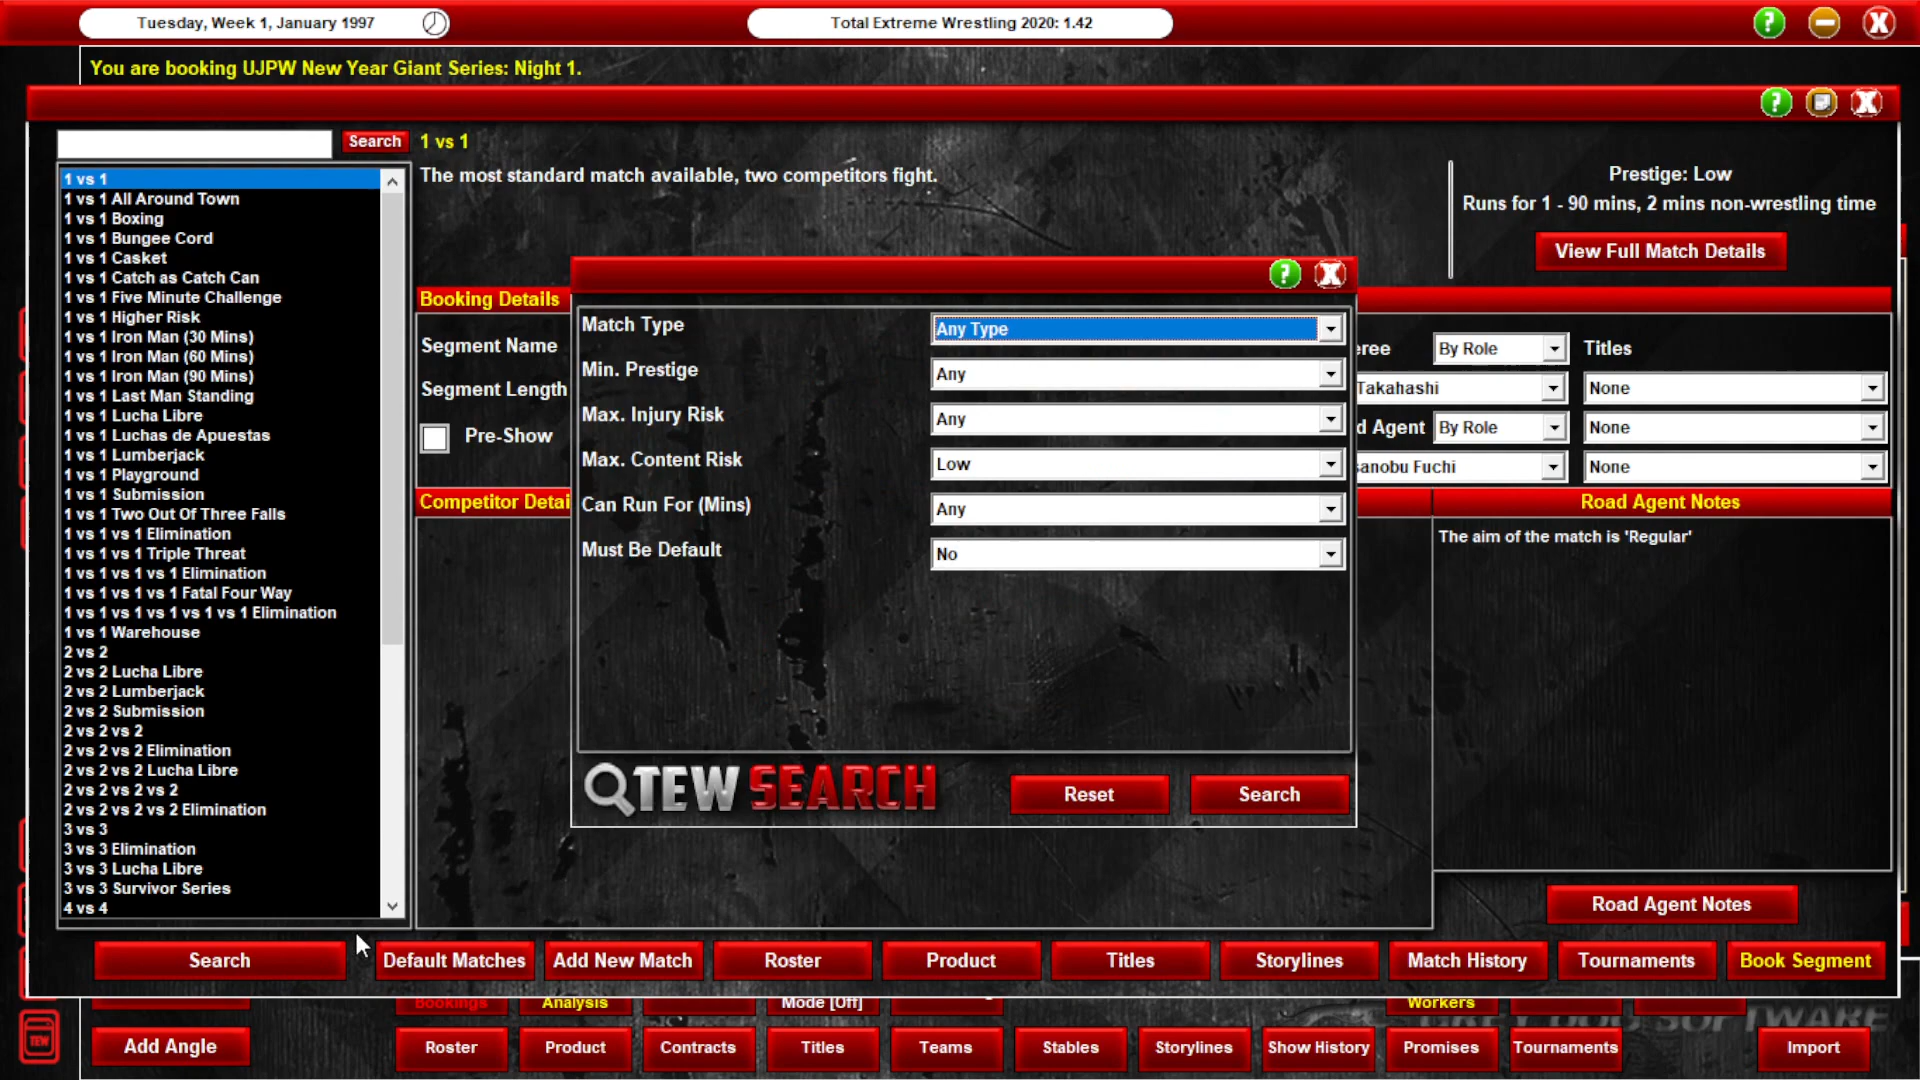 Tuesday, Week 1, January 1997
Total Extreme Wrestling 2020: 1.42
You are booking UJPW New Year Giant Series: Night 1.
Search
1 vs 1
The most standard match available, two competitors fight.
Prestige: Low
Runs for 1 - 90 mins, 2 mins non-wrestling time
View Full Match Details
1 vs 1
1 vs 1 All Around Town
1 vs 1 Boxing
1 vs 1 Bungee Cord
1 vs 1 Casket
1 vs 1 Catch as Catch Can
1 vs 1 Five Minute Challenge
1 vs 1 Higher Risk
1 vs 1 Iron Man (30 Mins)
1 vs 1 Iron Man (60 Mins)
1 vs 1 Iron Man (90 Mins)
1 vs 1 Last Man Standing
1 vs 1 Lucha Libre
1 vs 1 Luchas de Apuestas
1 vs 1 Lumberjack
1 vs 1 Playground
1 vs 1 Submission
1 vs 1 Two Out Of Three Falls
1 vs 1 vs 1 Elimination
1 vs 1 vs 1 Triple Threat
1 vs 1 vs 1 vs 1 Elimination
1 vs 1 vs 1 vs 1 Fatal Four Way
1 vs 1 vs 1 vs 1 vs 1 vs 1 Elimination
1 vs 1 Warehouse
2 vs 2
2 vs 2 Lucha Libre
2 vs 2 Lumberjack
2 vs 2 Submission
2 vs 2 vs 2
2 vs 2 vs 2 Elimination
2 vs 2 vs 2 Lucha Libre
2 vs 2 vs 2 vs 2
2 vs 2 vs 2 vs 2 Elimination
3 vs 3
3 vs 3 Elimination
3 vs 3 Lucha Libre
3 vs 3 Survivor Series
4 vs 4
Booking Details
Segment Name
Segment Length
Pre-Show
Competitor Detai
Match Type
Any Type
Min. Prestige
Any
Max. Injury Risk
Any
Max. Content Risk
Low
Can Run For (Mins)
Any
Must Be Default
No
TEW SEARCH
Reset
Search
eree
By Role
Titles
Takahashi
None
d Agent
By Role
None
sanobu Fuchi
None
Road Agent Notes
The aim of the match is 'Regular'
Road Agent Notes
Search
Default Matches
Add New Match
Roster
Product
Titles
Storylines
Match History
Tournaments
Book Segment
Bookings
Analysis
Mode [Off]
Workers
GREY DOG SOFTWARE
TEW
Add Angle
Roster
Product
Contracts
Titles
Teams
Stables
Storylines
Show History
Promises
Tournaments
Import